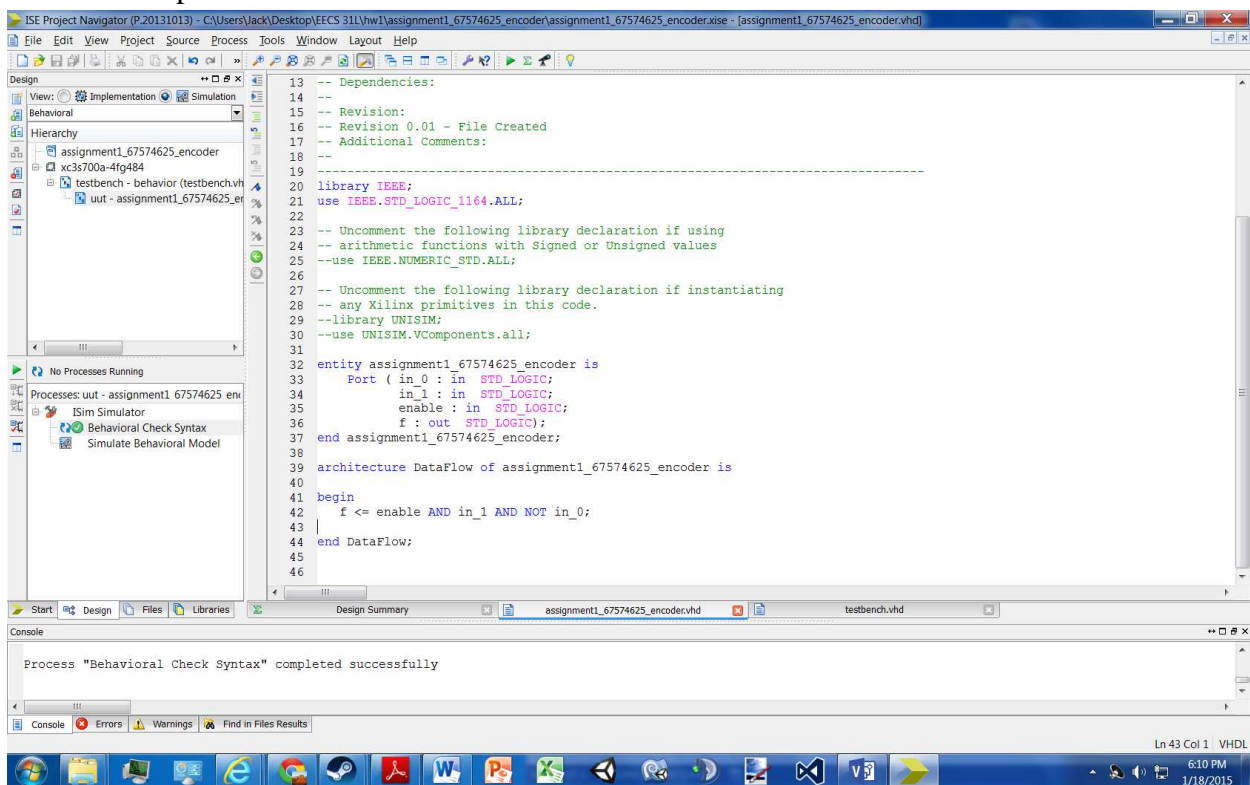 ISE Project Navigator (P.20131013) - C:\Users\Jack\Desktop\EECS 31L\hw1\assignment1_67574625_encoder\assignment1_67574625_encoder.xise - [assignment1_67574625_encoder.vhd]
File Edit View Project Source Process Tools Window Layout Help
Design
View: Implementation Simulation
Behavioral
Hierarchy
assignment1_67574625_encoder
xc3s700a-4fg484
testbench - behavior (testbench.vh
uut - assignment1_67574625_er
No Processes Running
Processes: uut - assignment1_67574625_enc
ISim Simulator
Behavioral Check Syntax
Simulate Behavioral Model
Start Design Files Libraries
13 -- Dependencies:
14 --
15 -- Revision:
16 -- Revision 0.01 - File Created
17 -- Additional Comments:
18 --
19 ----------------------------------------------------------------------------------
20 library IEEE;
21 use IEEE.STD_LOGIC_1164.ALL;
22
23 -- Uncomment the following library declaration if using
24 -- arithmetic functions with Signed or Unsigned values
25 --use IEEE.NUMERIC_STD.ALL;
26
27 -- Uncomment the following library declaration if instantiating
28 -- any Xilinx primitives in this code.
29 --library UNISIM;
30 --use UNISIM.VComponents.all;
31
32 entity assignment1_67574625_encoder is
33 Port ( in_0 : in STD_LOGIC;
34 in_1 : in STD_LOGIC;
35 enable : in STD_LOGIC;
36 f : out STD_LOGIC);
37 end assignment1_67574625_encoder;
38
39 architecture DataFlow of assignment1_67574625_encoder is
40
41 begin
42 f <= enable AND in_1 AND NOT in_0;
43
44 end DataFlow;
45
46
Design Summary assignment1_67574625_encoder.vhd testbench.vhd
Console
Process "Behavioral Check Syntax" completed successfully
Console Errors Warnings Find in Files Results
Ln 43 Col 1 VHDL
6:10 PM
1/18/2015